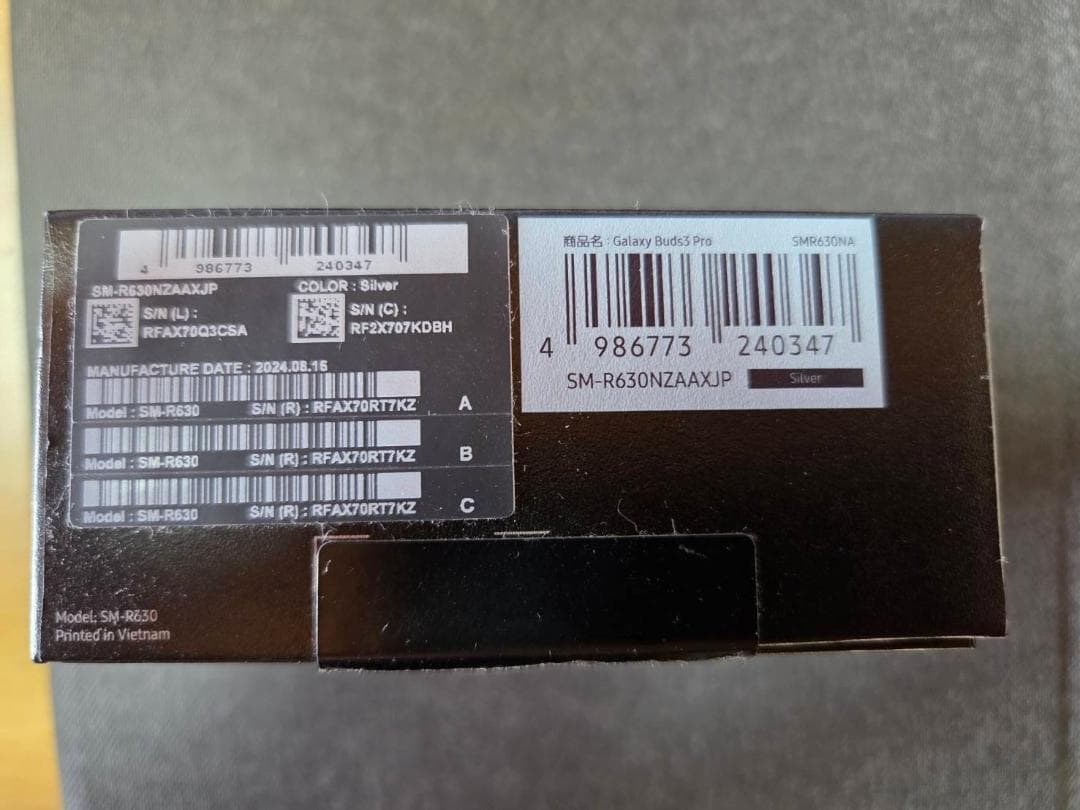 4 986773 240347
SM-R630NZAAXJP COLOR : Silver
S/N (L) :
RFAX70Q3CSA
S/N (C) :
RF2X707KDBH
MANUFACTURE DATE : 2024.08.15
Model : SM-R630 S/N (R) : RFAX70RT7KZ A
Model : SM-R630 S/N (R) : RFAX70RT7KZ B
Model : SM-R630 S/N (R) : RFAX70RT7KZ C
商品名 : Galaxy Buds3 Pro SMR630NA
4 986773 240347
SM-R630NZAAXJP Silver
Model: SM-R630
Printed in Vietnam